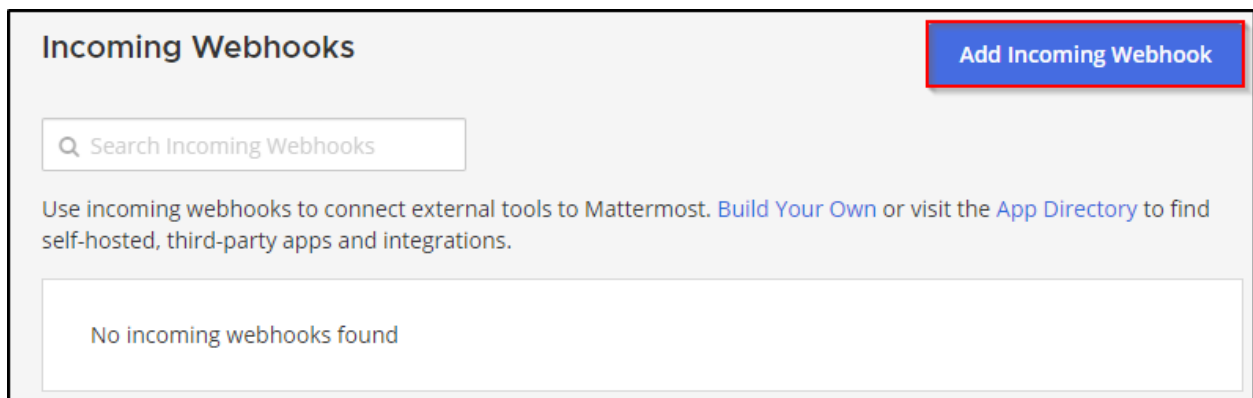 Incoming Webhooks
Add Incoming Webhook
Search Incoming Webhooks
Use incoming webhooks to connect external tools to Mattermost. Build Your Own or visit the App Directory to find
self-hosted, third-party apps and integrations.
No incoming webhooks found